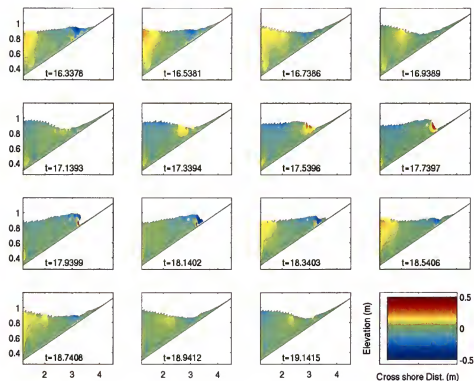 1
0.8
0.6
0.4
t=16.3378
t=16.5381
t=16.7386
t=16.9389
1
0.8
0.6
0.4
t=17.1393
t=17.3394
t=17.5396
t=17.7397
1
0.8
0.6
0.4
t=17.9399
t=18.1402
t=18.3403
t=18.5406
1
0.8
0.6
0.4
t=18.7408
t=18.9412
t=19.1415
2 3 4
2 3 4
2 3 4
Elevation (m)
0.5
0
-0.5
Cross shore Dist. (m)